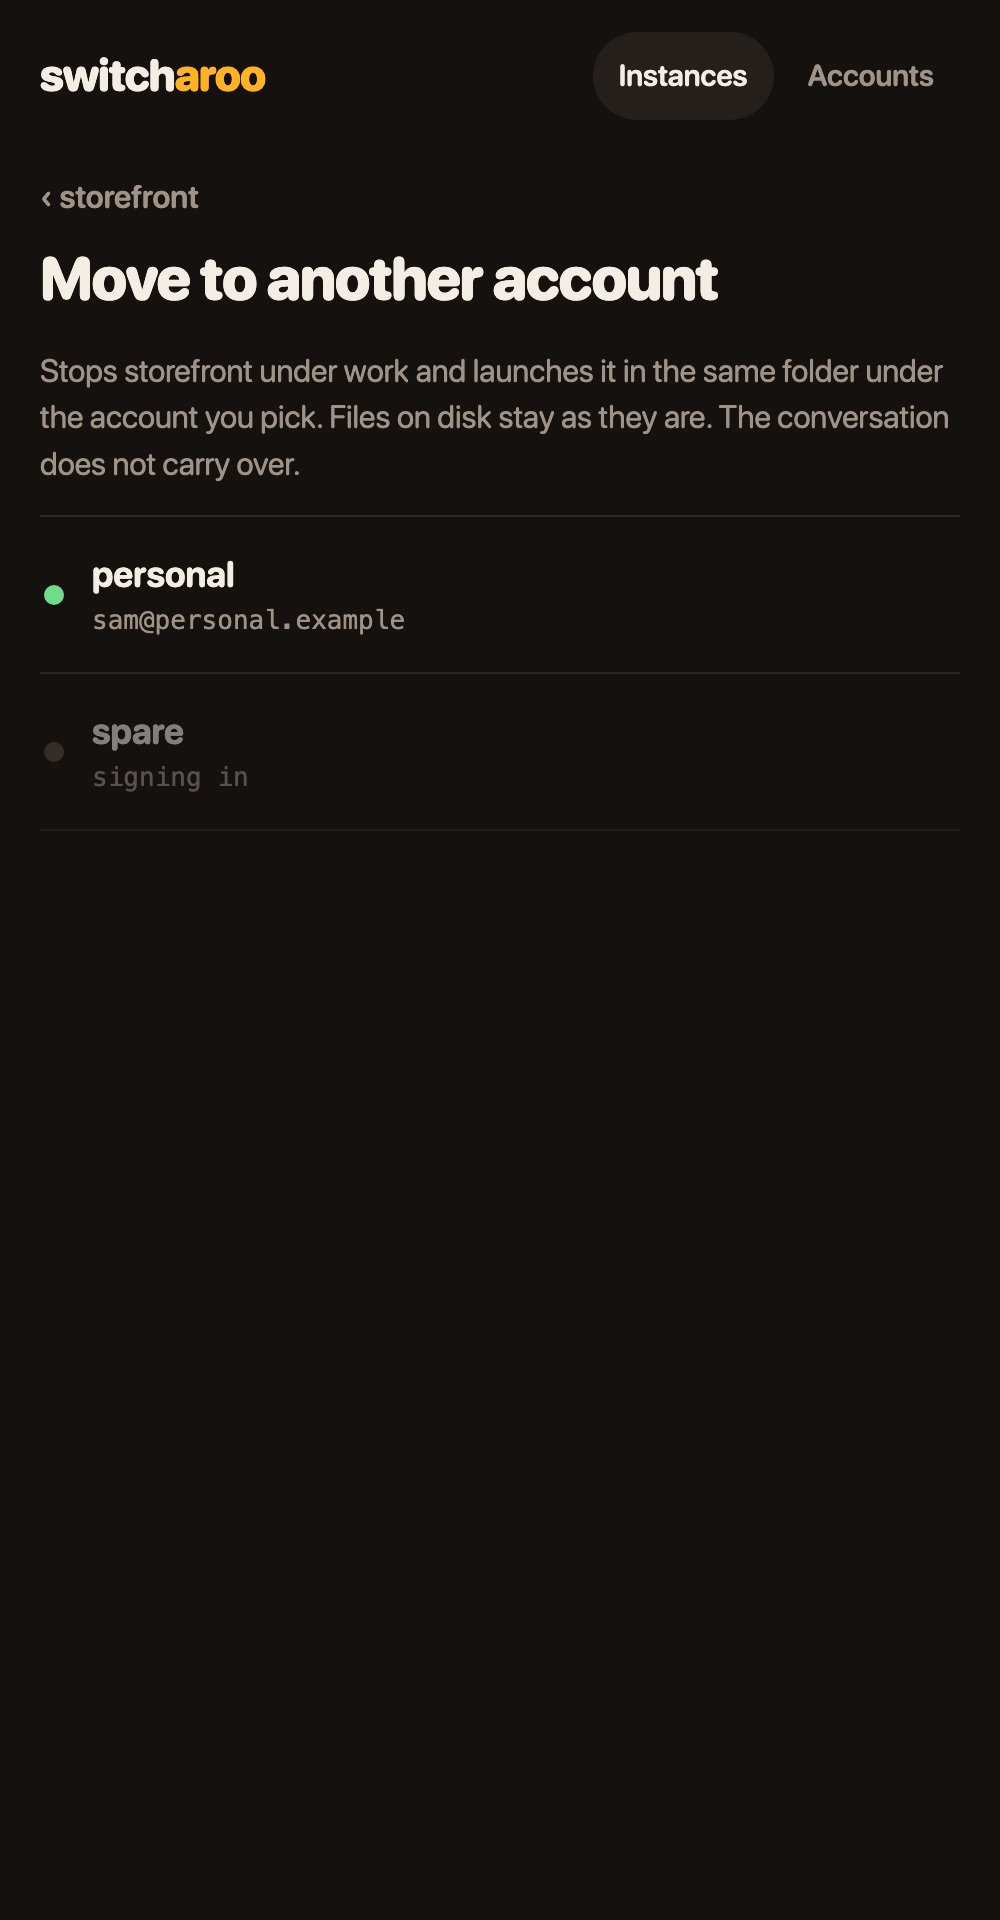 switcharoo
Instances
Accounts
‹ storefront
Move to another account
Stops storefront under work and launches it in the same folder under
the account you pick. Files on disk stay as they are. The conversation
does not carry over.
personal
sam@personal.example
spare
signing in